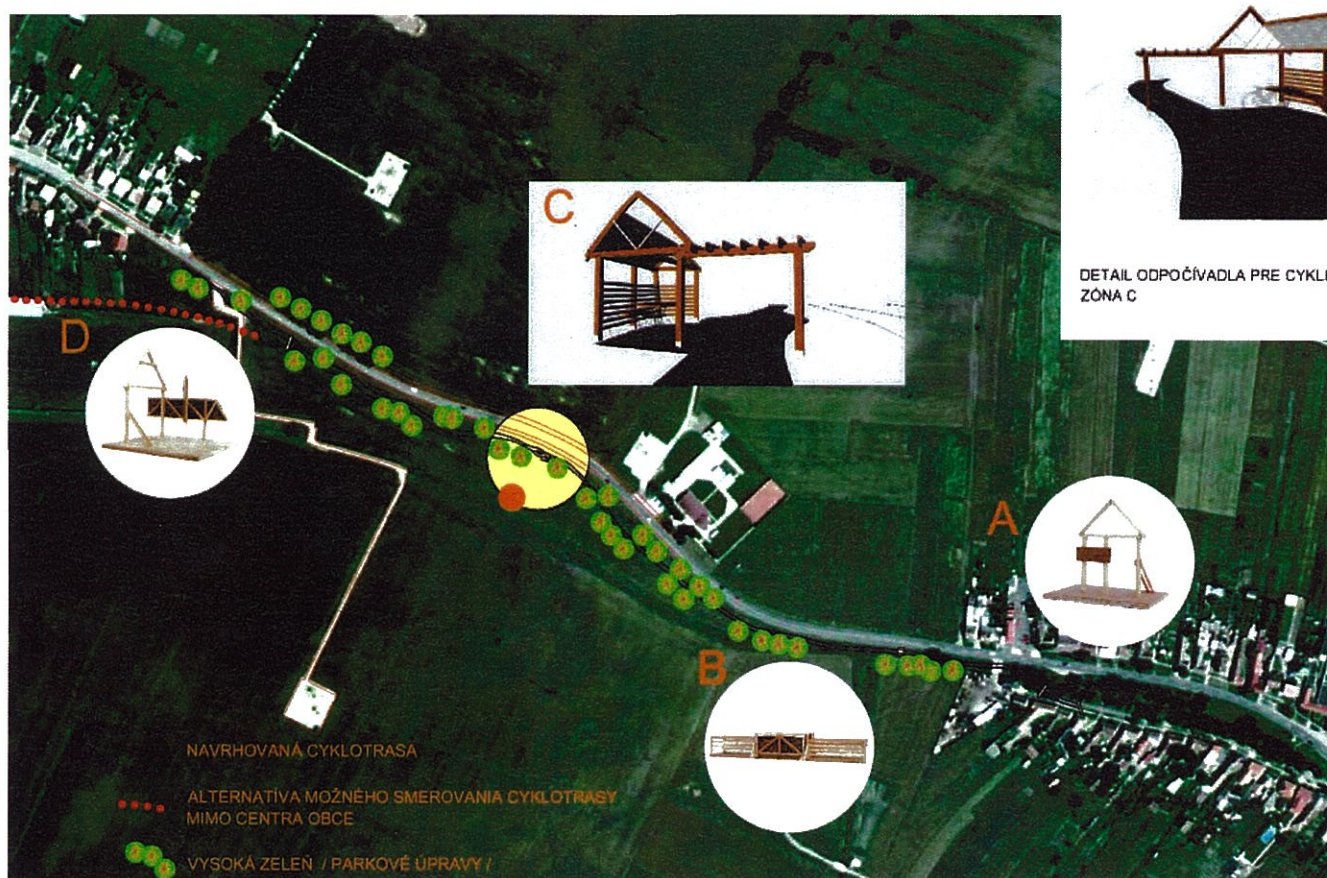 C
DETAIL ODPOČÍVADLA PRE CYKL
ZÓNA C
D
A
B
NAVRHOVANÁ CYKLOTRASA
ALTERNATÍVA MOŽNÉHO SMEROVANIA CYKLOTRASY
MIMO CENTRA OBCE
VYSOKÁ ZELEŇ / PARKOVÉ ÚPRAVY /